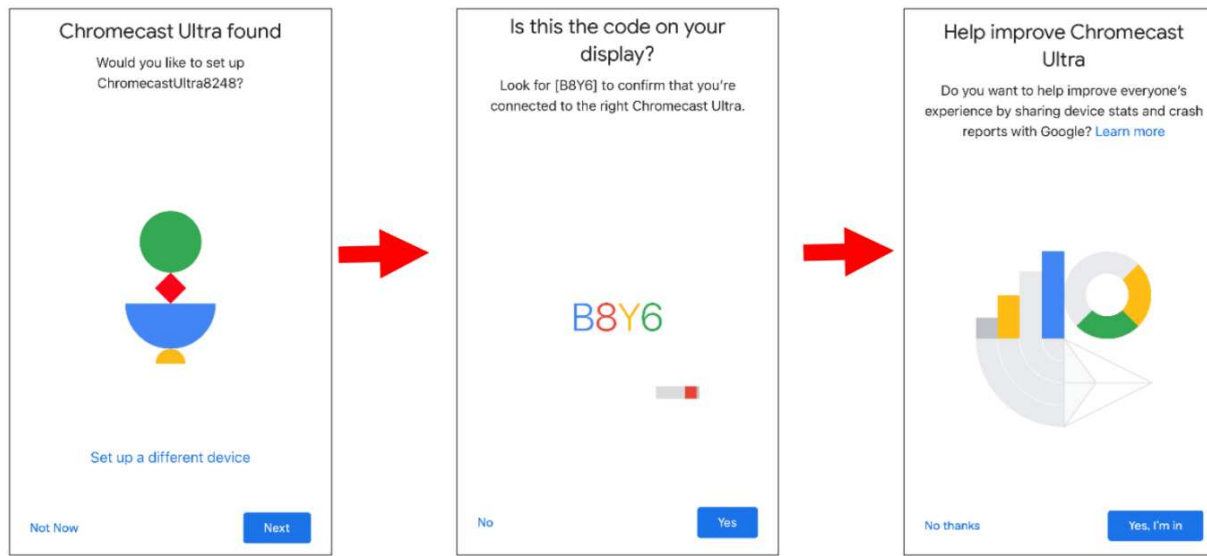 Chromecast Ultra found
Would you like to set up
ChromecastUltra8248?
Set up a different device
Not Now
Next
Is this the code on your
display?
Look for [B8Y6] to confirm that you're
connected to the right Chromecast Ultra.
B8Y6
No
Yes
Help improve Chromecast
Ultra
Do you want to help improve everyone's
experience by sharing device stats and crash
reports with Google? Learn more
No thanks
Yes, I'm in